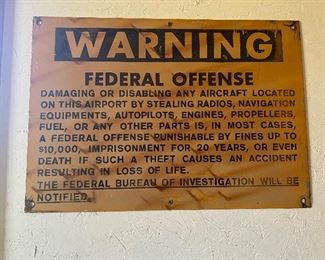 WARNING
FEDERAL OFFENSE
DAMAGING OR DISABLING ANY AIRCRAFT LOCATED
ON THIS AIRPORT BY STEALING RADIOS, NAVIGATION
EQUIPMENTS, AUTOPILOTS, ENGINES, PROPELLERS,
FUEL, OR ANY OTHER PARTS IS, IN MOST CASES,
A FEDERAL OFFENSE PUNISHABLE BY FINES UP TO
$10,000, IMPRISONMENT FOR 20 YEARS, OR EVEN
DEATH IF SUCH A THEFT CAUSES AN ACCIDENT
RESULTING IN LOSS OF LIFE.
THE FEDERAL BUREAU OF INVESTIGATION WILL BE
NOTIFIED.